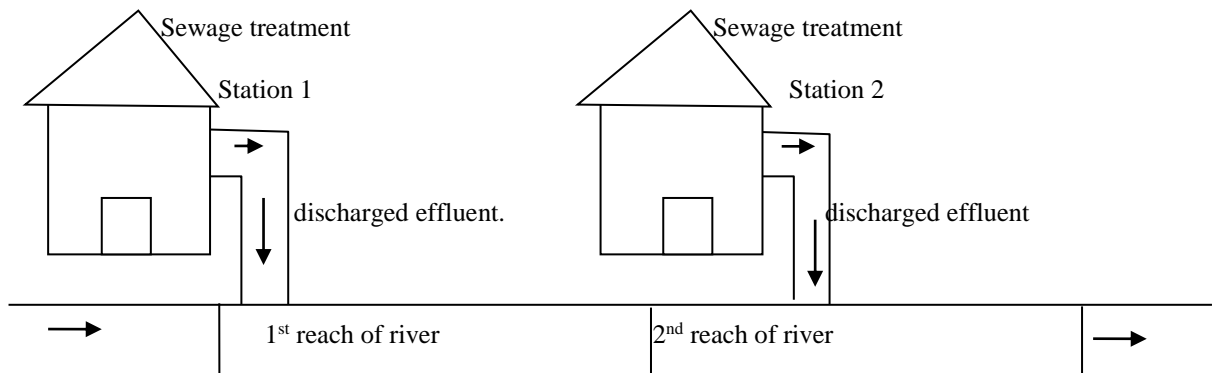 Sewage treatment
Station 1
discharged effluent.
Sewage treatment
Station 2
discharged effluent
1st reach of river
2nd reach of river